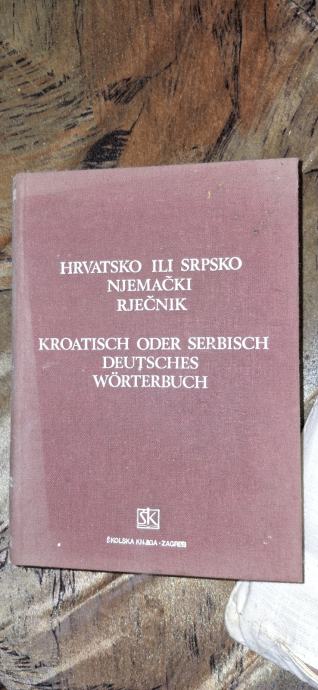 HRVATSKO ILI SRPSKO
NJEMAČKI
RJEČNIK
KROATISCH ODER SERBISCH
DEUTSCHES
WÖRTERBUCH
ŠK
ŠKOLSKA KNJIGA · ZAGREB